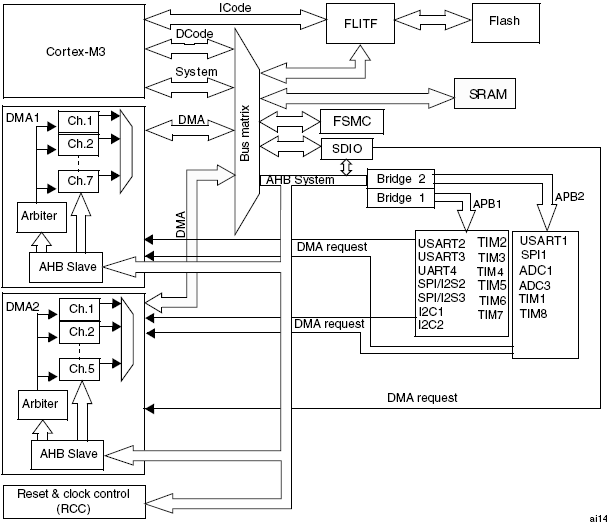 ICode
Cortex-M3
FLITF
Flash
DCode
System
SRAM
Bus matrix
DMA1
Ch.1
DMA
FSMC
Ch.2
SDIO
Ch.7
AHB System
Bridge 2
Bridge 1
APB1
APB2
Arbiter
DMA
DMA request
AHB Slave
USART2
USART3
UART4
SPI/I2S2
SPI/I2S3
I2C1
I2C2
TIM2
TIM3
TIM4
TIM5
TIM6
TIM7
USART1
SPI1
ADC1
ADC3
TIM1
TIM8
DMA2
Ch.1
Ch.2
DMA request
Ch.5
Arbiter
DMA request
AHB Slave
Reset & clock control
(RCC)
ai14